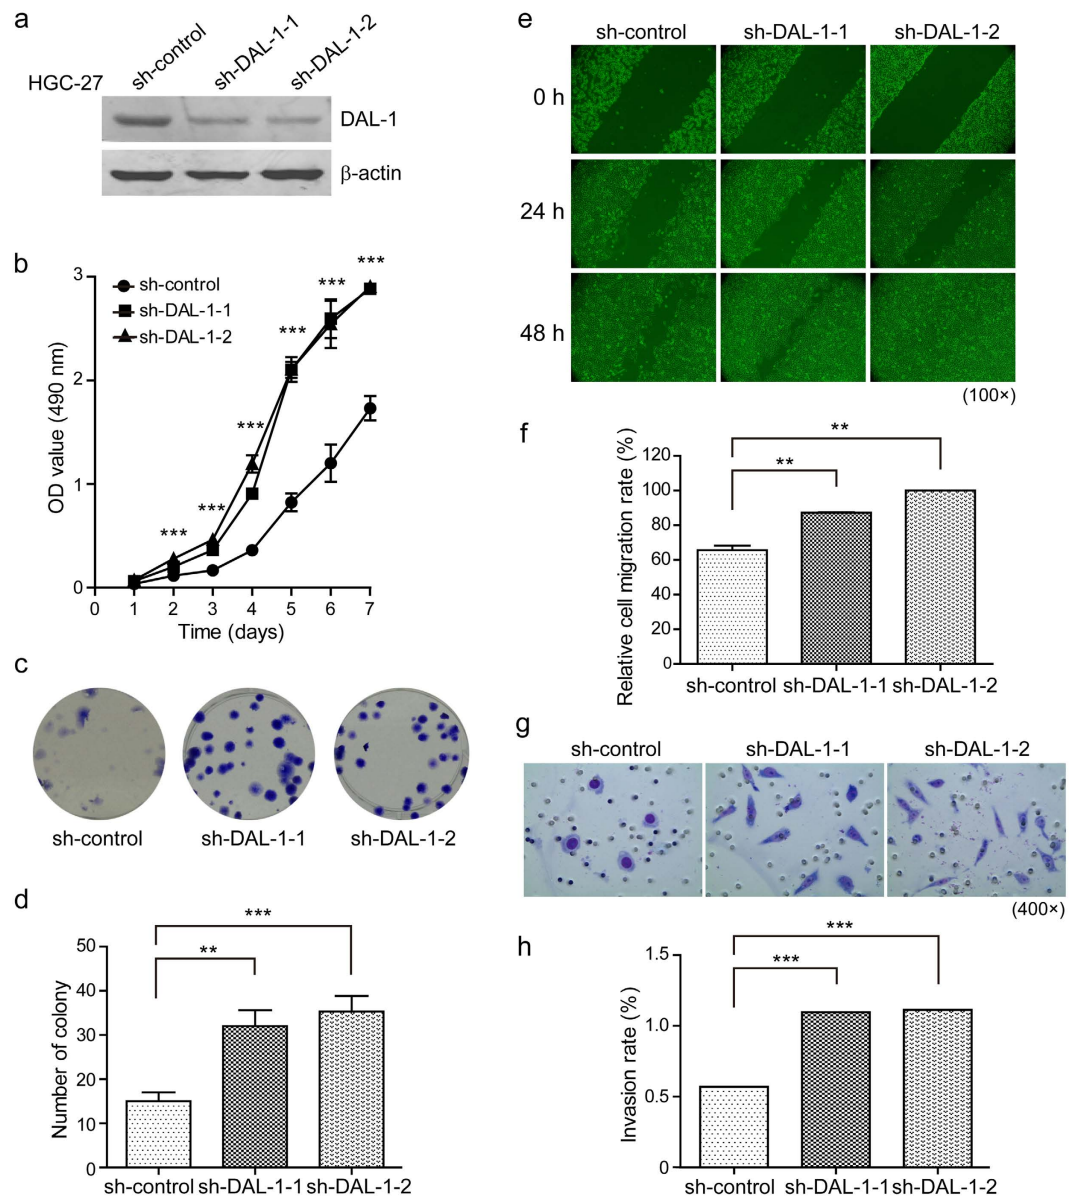 a
sh-control
sh-DAL-1-1
sh-DAL-1-2
HGC-27
DAL-1
β-actin
b
3
2
1
0
OD value (490 nm)
sh-control
sh-DAL-1-1
sh-DAL-1-2
***
***
***
***
***
***
0 1 2 3 4 5 6 7
Time (days)
c
sh-control sh-DAL-1-1 sh-DAL-1-2
d
***
**
50
40
30
20
10
0
Number of colony
sh-control sh-DAL-1-1 sh-DAL-1-2
e
sh-control sh-DAL-1-1 sh-DAL-1-2
0 h
24 h
48 h
(100×)
f
**
**
120
100
80
60
40
20
0
Relative cell migration rate (%)
sh-control sh-DAL-1-1 sh-DAL-1-2
g
sh-control sh-DAL-1-1 sh-DAL-1-2
(400×)
h
***
***
1.5
1.0
0.5
0
Invasion rate (%)
sh-control sh-DAL-1-1 sh-DAL-1-2